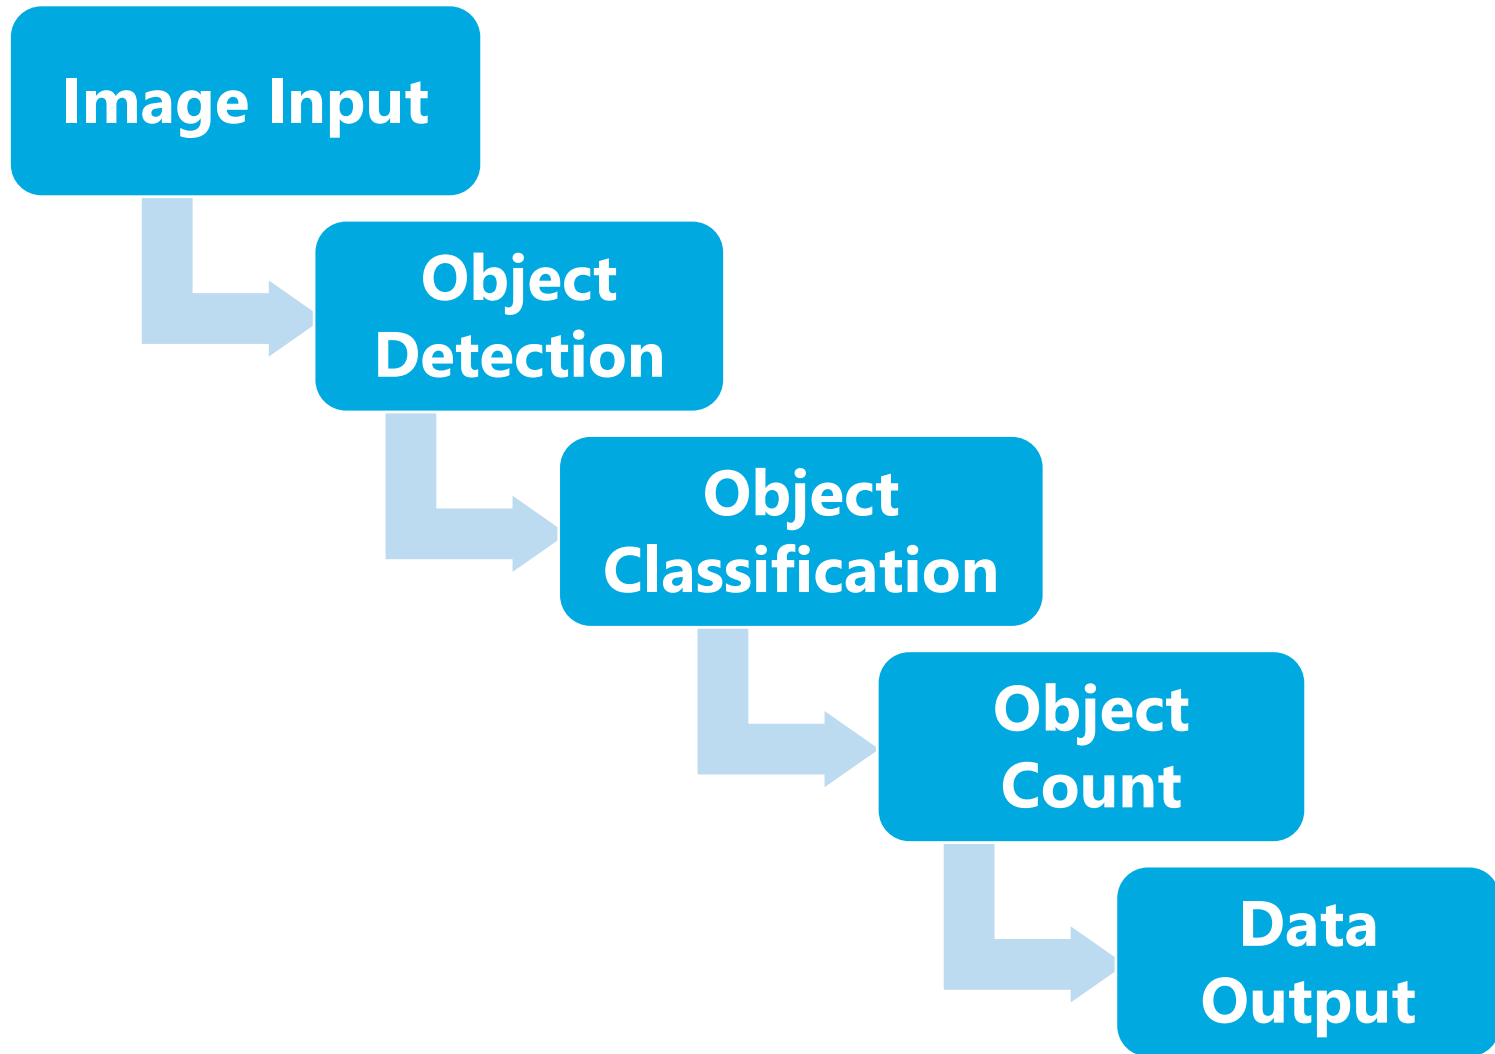 Image Input
Object
Detection
Object
Classification
Object
Count
Data
Output